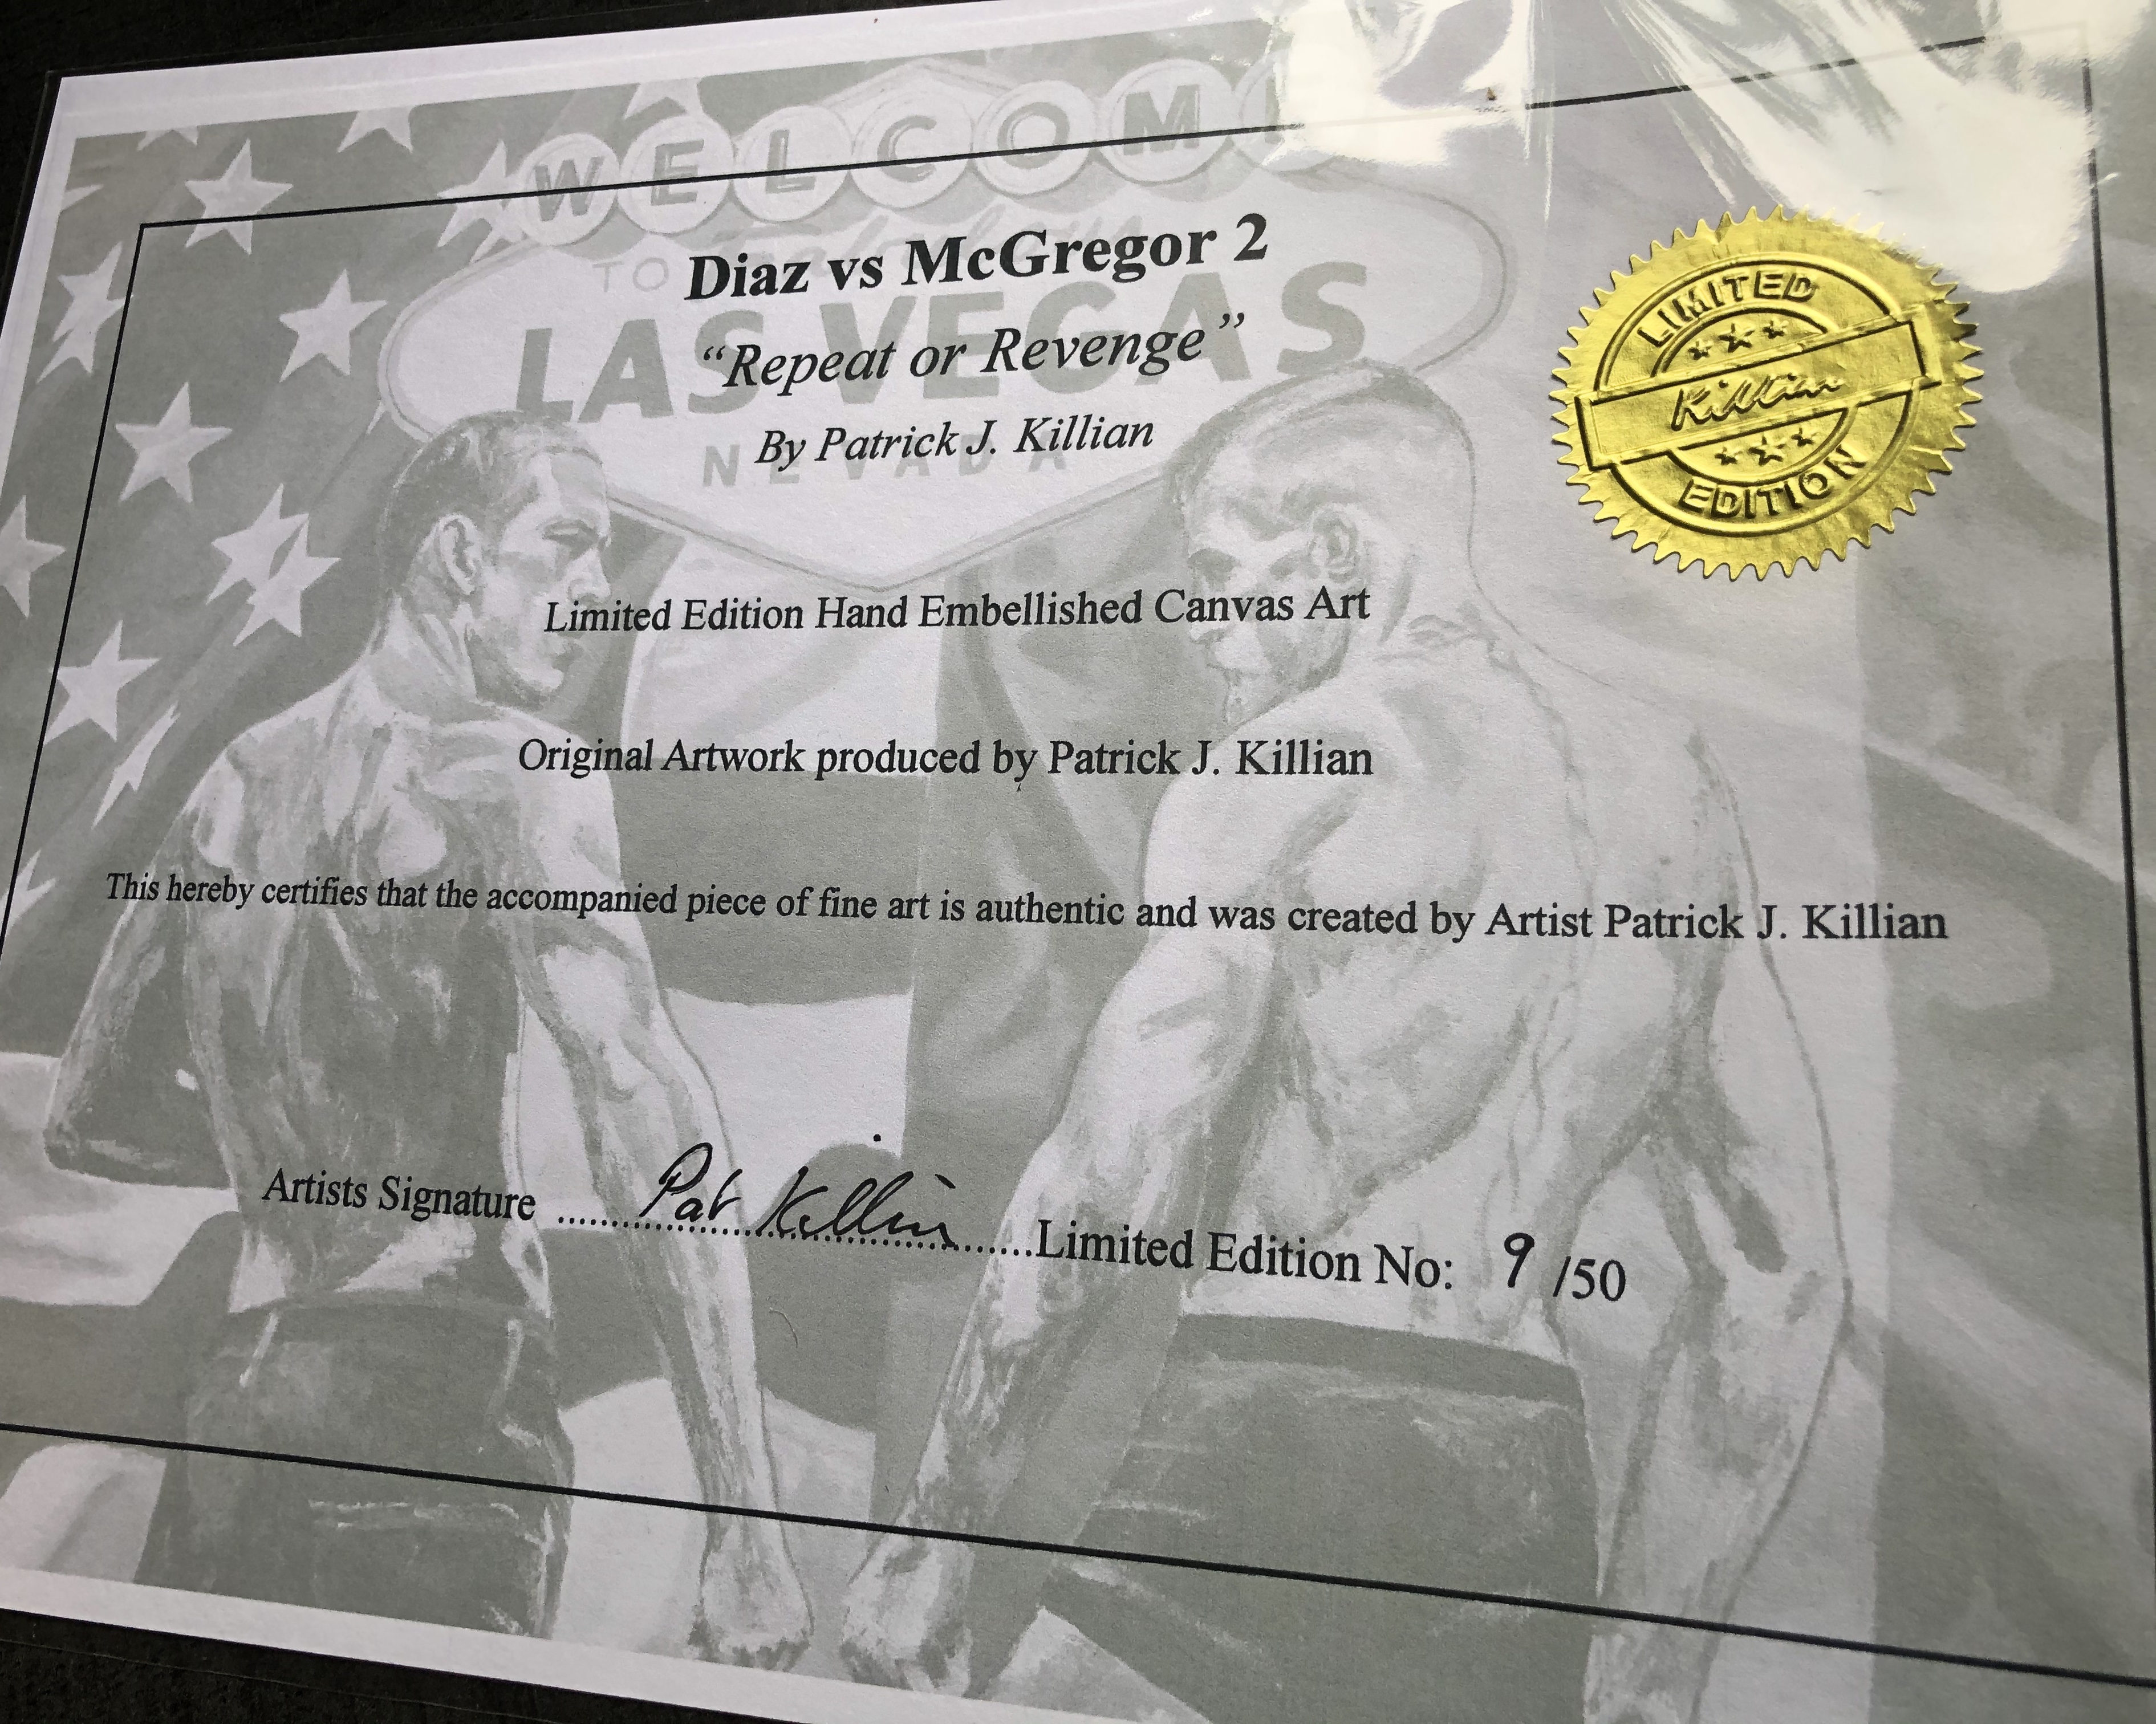 WELCOME
TO
LAS VEGAS
NEVADA
Diaz vs McGregor 2
“Repeat or Revenge”
By Patrick J. Killian
LIMITED
Killian
EDITION
Limited Edition Hand Embellished Canvas Art
Original Artwork produced by Patrick J. Killian
This hereby certifies that the accompanied piece of fine art is authentic and was created by Artist Patrick J. Killian
Artists Signature ........Pat Killian........Limited Edition No: 9 /50